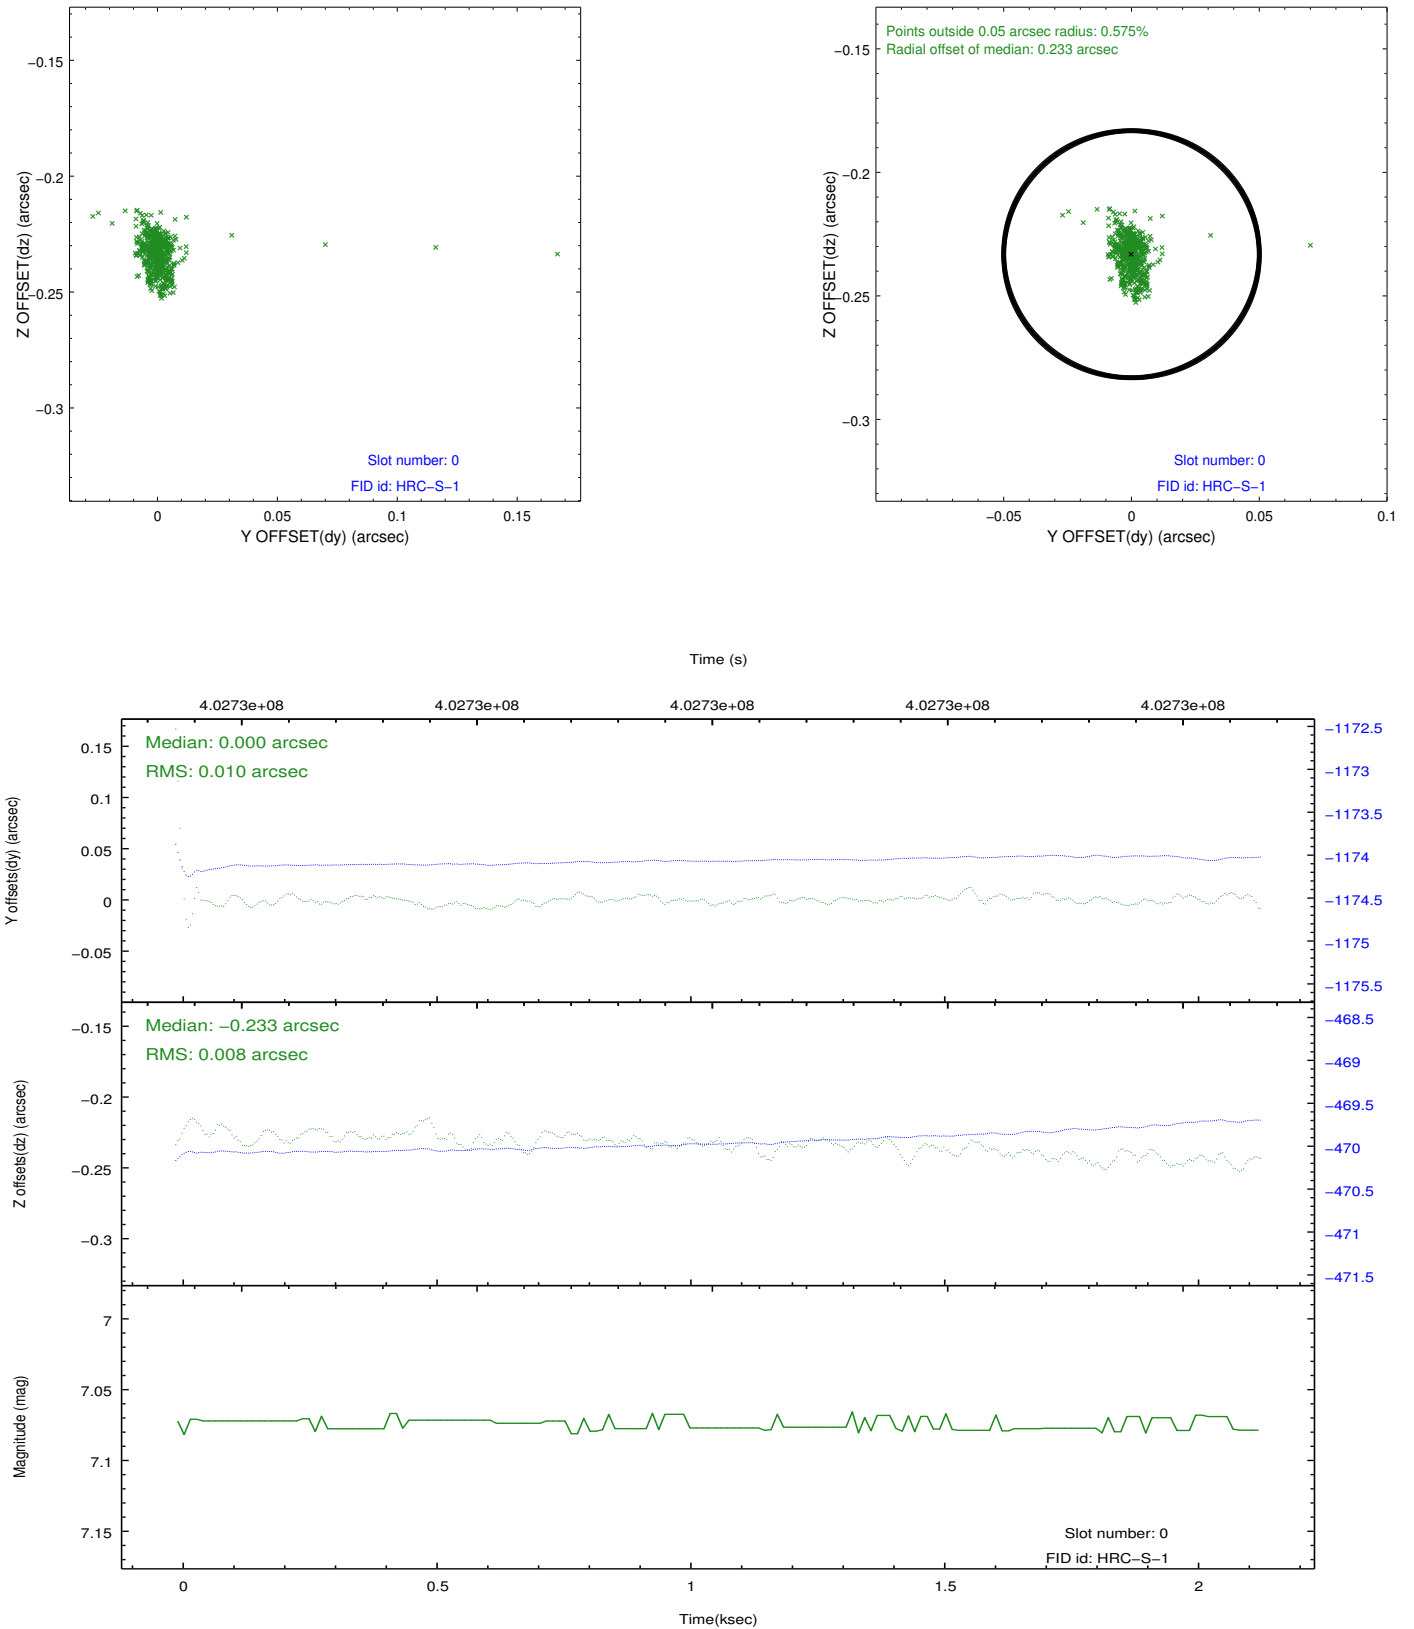 −0.15
−0.2
−0.25
−0.3
Z OFFSET(dz) (arcsec)
Slot number: 0
FID id: HRC−S−1
0 0.05 0.1 0.15
Y OFFSET(dy) (arcsec)
Points outside 0.05 arcsec radius: 0.575%
Radial offset of median: 0.233 arcsec
−0.15
−0.2
−0.25
−0.3
Z OFFSET(dz) (arcsec)
Slot number: 0
FID id: HRC−S−1
−0.05 0 0.05 0.1
Y OFFSET(dy) (arcsec)
Time (s)
4.0273e+08 4.0273e+08 4.0273e+08 4.0273e+08 4.0273e+08
Median: 0.000 arcsec
RMS: 0.010 arcsec
0.15
0.1
0.05
0
−0.05
Y offsets(dy) (arcsec)
−1172.5
−1173
−1173.5
−1174
−1174.5
−1175
−1175.5
Median: −0.233 arcsec
RMS: 0.008 arcsec
−0.15
−0.2
−0.25
−0.3
Z offsets(dz) (arcsec)
−468.5
−469
−469.5
−470
−470.5
−471
−471.5
7
7.05
7.1
7.15
Magnitude (mag)
Slot number: 0
FID id: HRC−S−1
0 0.5 1 1.5 2
Time(ksec)